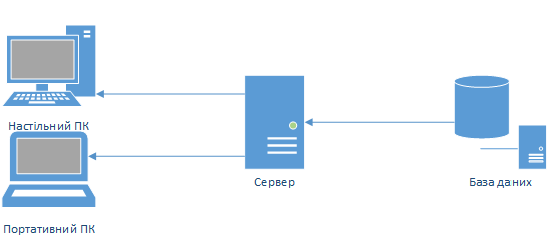 Настільний ПК
Сервер
База даних
Портативний ПК